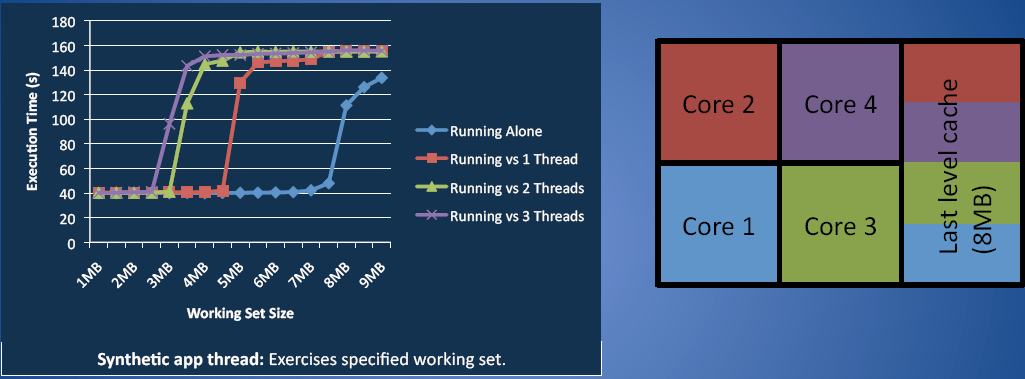 180
160
140
120
100
80
60
40
20
0
Execution Time (s)
1MB
2MB
3MB
4MB
5MB
6MB
7MB
8MB
9MB
Working Set Size
Running Alone
Running vs 1 Thread
Running vs 2 Threads
Running vs 3 Threads
Synthetic app thread: Exercises specified working set.
Core 2
Core 4
Core 1
Core 3
Last level cache
(8MB)